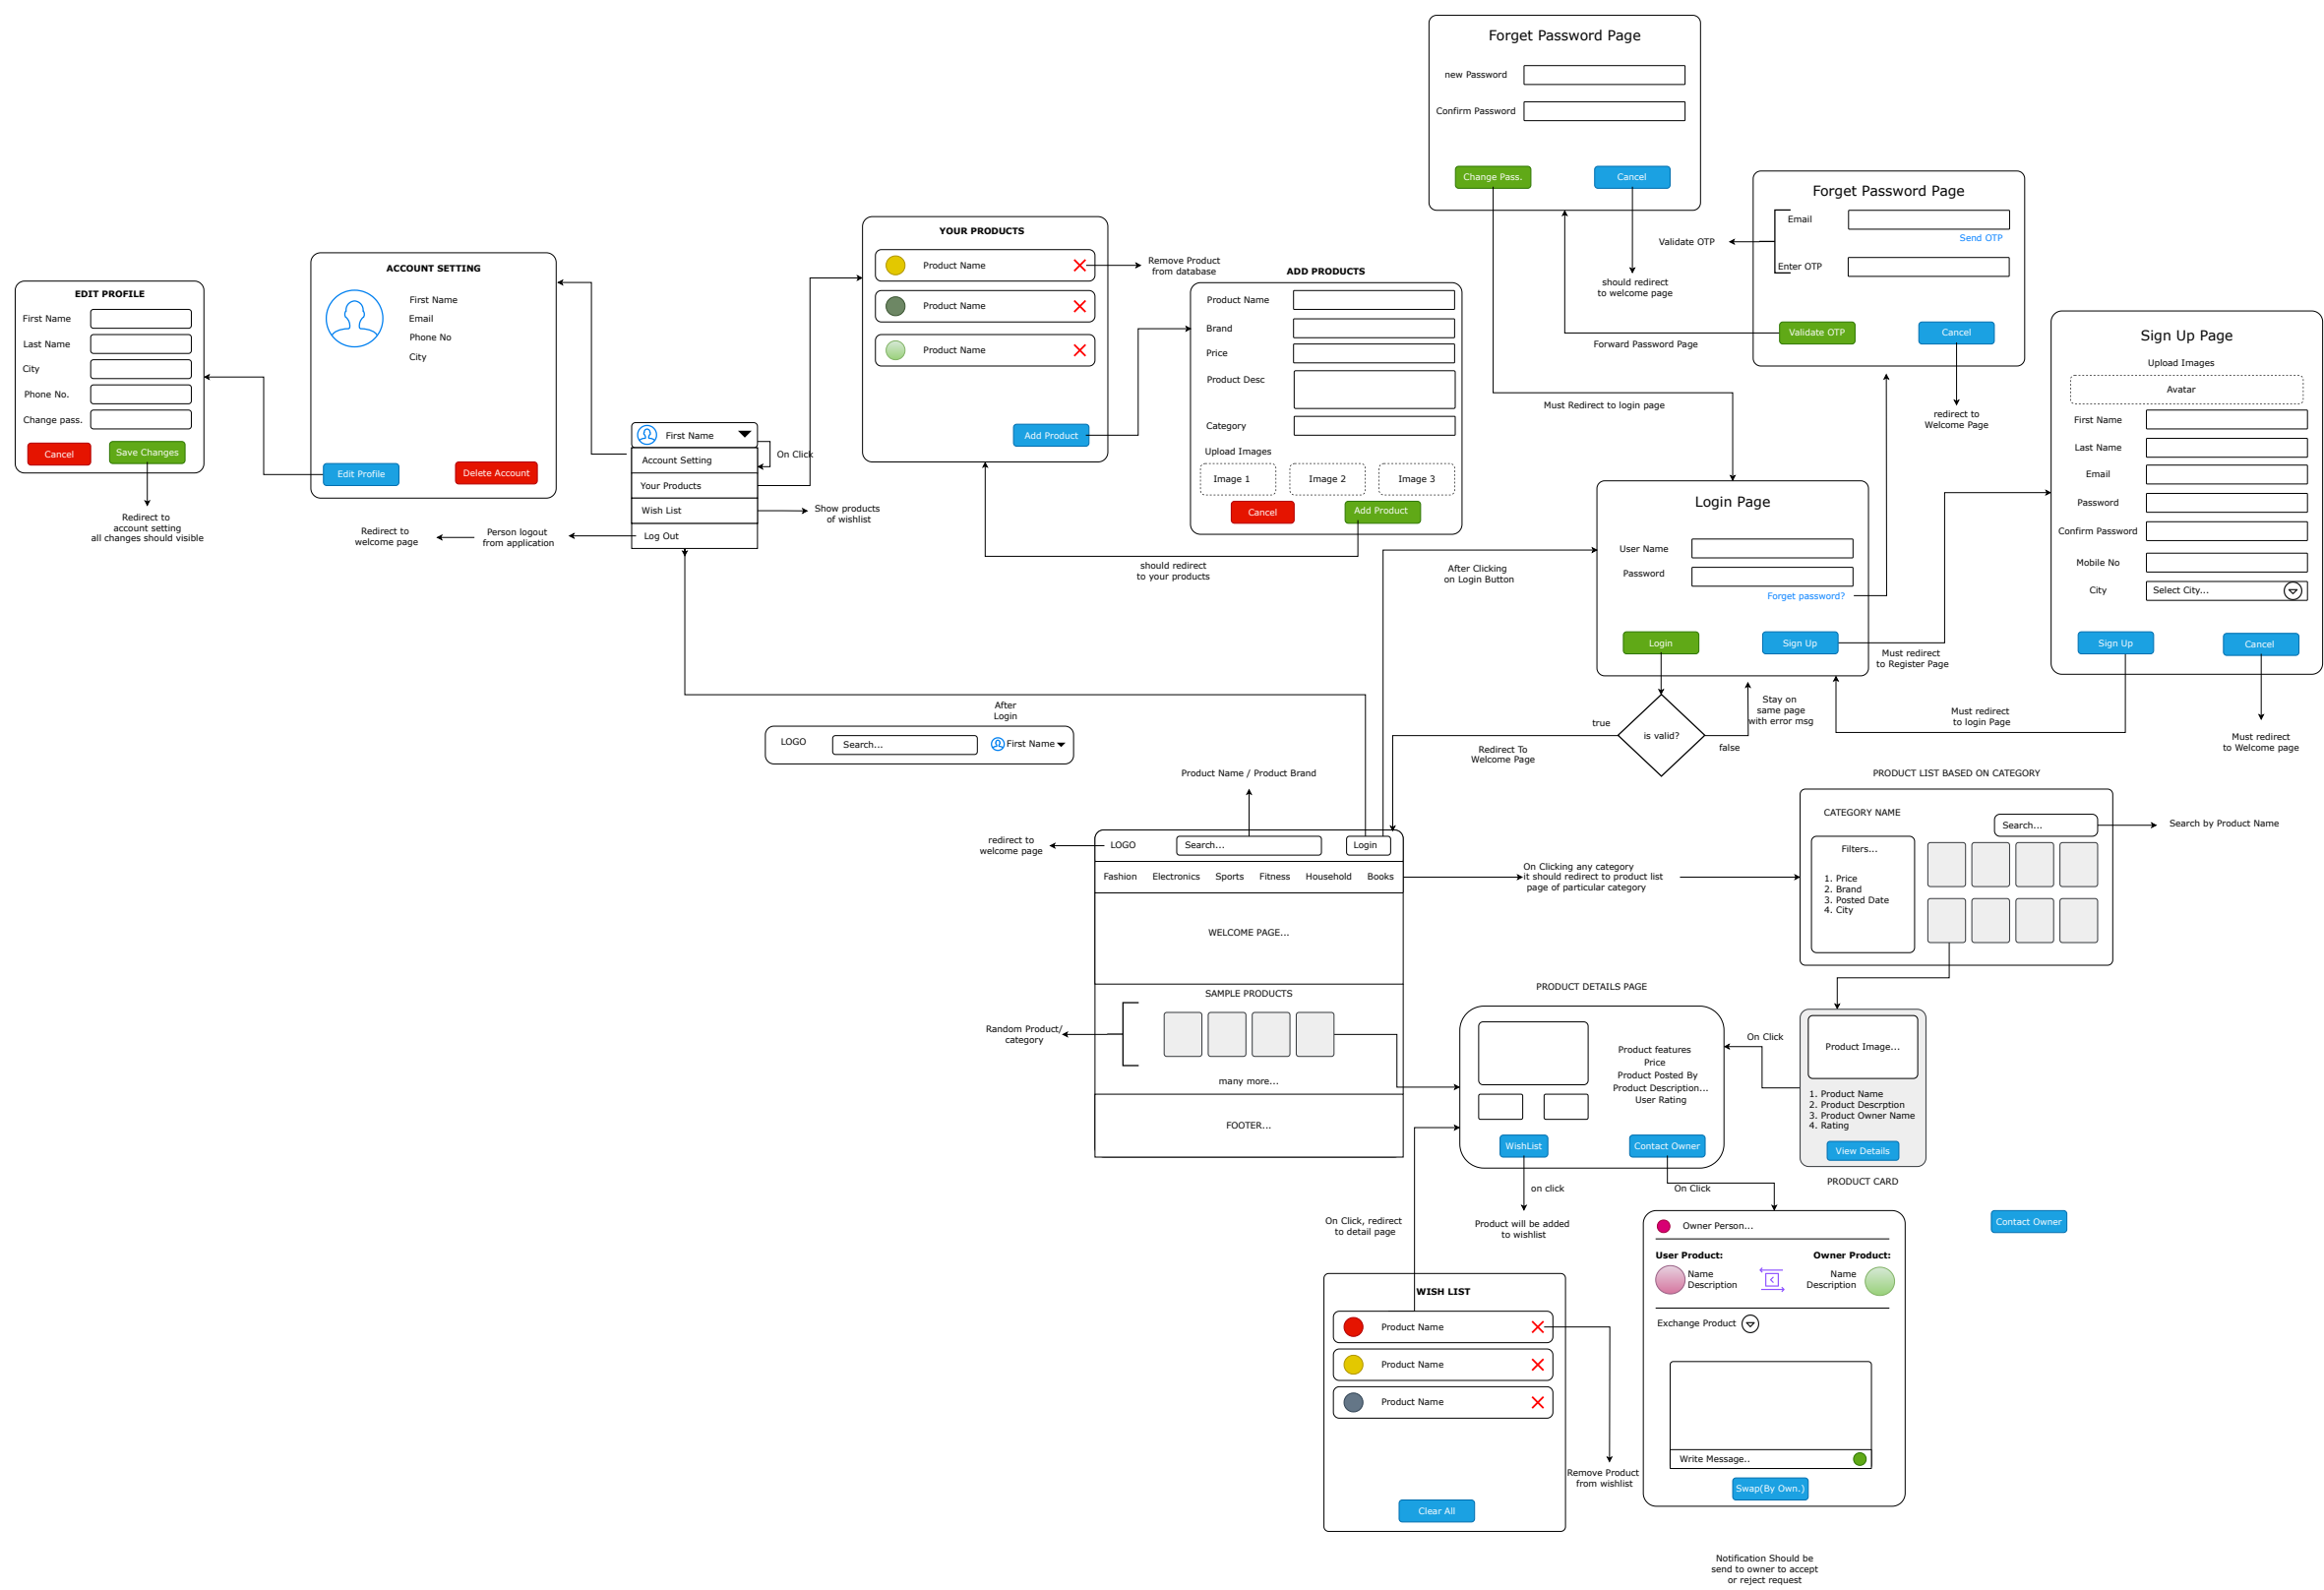 Forget Password Page
new Password
Confirm Password
Change Pass.
Cancel
should redirect
to welcome page
Forget Password Page
Email
Send OTP
Enter OTP
Validate OTP
Validate OTP
Cancel
Forward Password Page
redirect to
Welcome Page
Must Redirect to login page
Sign Up Page
Upload Images
Avatar
First Name
Last Name
Email
Password
Confirm Password
Mobile No
City
Select City...
Sign Up
Cancel
Must redirect
to login Page
Must redirect
to Welcome page
EDIT PROFILE
First Name
Last Name
City
Phone No.
Change pass.
Cancel
Save Changes
Redirect to
account setting
all changes should visible
ACCOUNT SETTING
First Name
Email
Phone No
City
Edit Profile
Delete Account
First Name
On Click
Account Setting
Your Products
Wish List
Log Out
Show products
of wishlist
Person logout
from application
Redirect to
welcome page
YOUR PRODUCTS
Product Name
Product Name
Product Name
Add Product
Remove Product
from database
ADD PRODUCTS
Product Name
Brand
Price
Product Desc
Category
Upload Images
Image 1
Image 2
Image 3
Cancel
Add Product
should redirect
to your products
After Clicking
on Login Button
Login Page
User Name
Password
Forget password?
Login
Sign Up
Must redirect
to Register Page
is valid?
true
false
Stay on
same page
with error msg
Redirect To
Welcome Page
After
Login
LOGO
Search...
First Name
Product Name / Product Brand
redirect to
welcome page
LOGO
Search...
Login
Fashion Electronics Sports Fitness Household Books
On Clicking any category
it should redirect to product list
page of particular category
WELCOME PAGE...
SAMPLE PRODUCTS
Random Product/
category
many more...
FOOTER...
PRODUCT LIST BASED ON CATEGORY
CATEGORY NAME
Search...
Search by Product Name
Filters...
1. Price
2. Brand
3. Posted Date
4. City
PRODUCT DETAILS PAGE
Product features
Price
Product Posted By
Product Description...
User Rating
WishList
Contact Owner
On Click
Product Image...
1. Product Name
2. Product Descrption
3. Product Owner Name
4. Rating
View Details
PRODUCT CARD
on click
Product will be added
to wishlist
On Click
Contact Owner
On Click, redirect
to detail page
WISH LIST
Product Name
Product Name
Product Name
Clear All
Remove Product
from wishlist
Owner Person...
User Product:
Owner Product:
Name
Description
Name
Description
Exchange Product
Write Message..
Swap(By Own.)
Notification Should be
send to owner to accept
or reject request